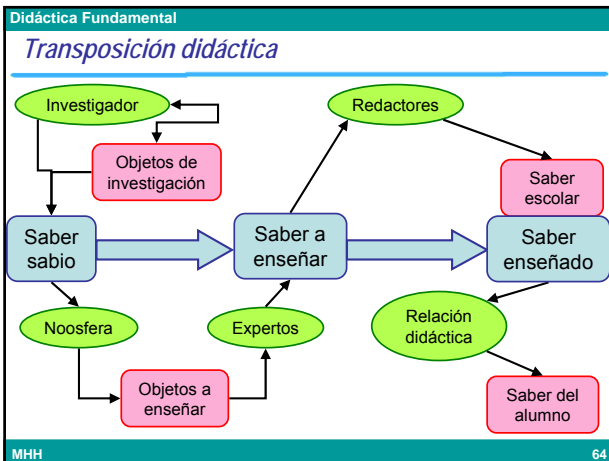 Didáctica Fundamental
Transposición didáctica
Investigador
Redactores
Objetos de
investigación
Saber
escolar
Saber
sabio
Saber a
enseñar
Saber
enseñado
Noosfera
Expertos
Relación
didáctica
Objetos a
enseñar
Saber del
alumno
MHH
64